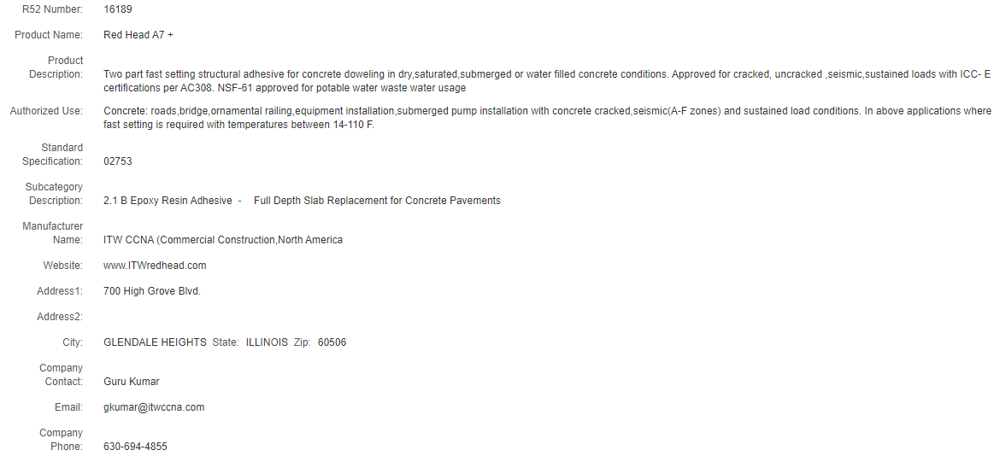 R52 Number: 16189
Product Name: Red Head A7 +
Product
Description: Two part fast setting structural adhesive for concrete doweling in dry,saturated,submerged or water filled concrete conditions. Approved for cracked, uncracked ,seismic,sustained loads with ICC- E
certifications per AC308. NSF-61 approved for potable water waste water usage
Authorized Use: Concrete: roads,bridge,ornamental railing,equipment installation,submerged pump installation with concrete cracked,seismic(A-F zones) and sustained load conditions. In above applications where
fast setting is required with temperatures between 14-110 F.
Standard
Specification: 02753
Subcategory
Description: 2.1 B Epoxy Resin Adhesive - Full Depth Slab Replacement for Concrete Pavements
Manufacturer
Name: ITW CCNA (Commercial Construction,North America
Website: www.ITWredhead.com
Address1: 700 High Grove Blvd.
Address2:
City: GLENDALE HEIGHTS State: ILLINOIS Zip: 60506
Company
Contact: Guru Kumar
Email: gkumar@itwccna.com
Company
Phone: 630-694-4855